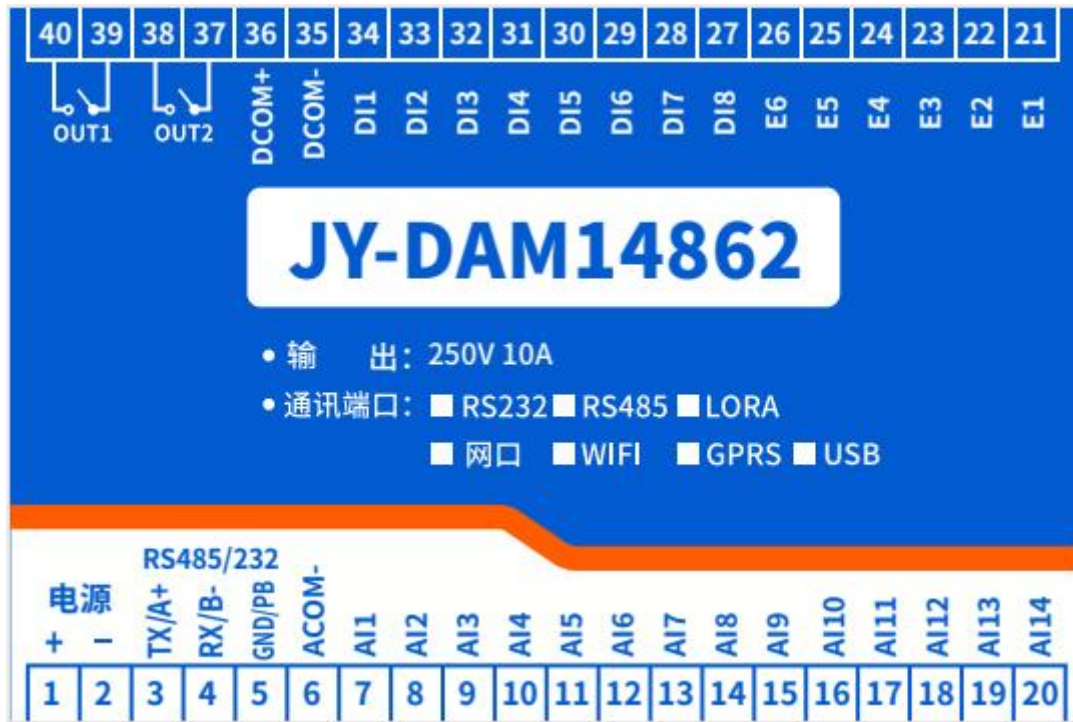 40 39 38 37 36 35 34 33 32 31 30 29 28 27 26 25 24 23 22 21
OUT1 OUT2 DCOM+ DCOM- DI1 DI2 DI3 DI4 DI5 DI6 DI7 DI8 E6 E5 E4 E3 E2 E1
JY-DAM14862
输 出：250V 10A
通讯端口：RS232 RS485 LORA
网口 WIFI GPRS USB
RS485/232
电源
+ − TX/A+ RX/B- GND/PB ACOM- AI1 AI2 AI3 AI4 AI5 AI6 AI7 AI8 AI9 AI10 AI11 AI12 AI13 AI14
1 2 3 4 5 6 7 8 9 10 11 12 13 14 15 16 17 18 19 20